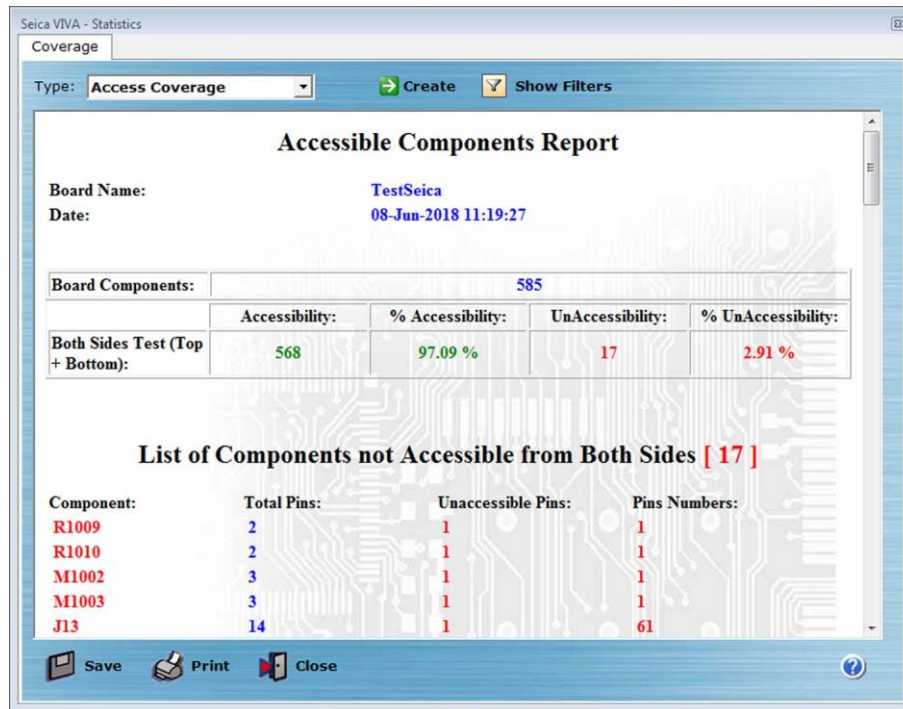 Seica VIVA - Statistics
Coverage
Type: Access Coverage Create Show Filters
Accessible Components Report
Board Name: TestSeica
Date: 08-Jun-2018 11:19:27
Board Components: 585
Accessibility: % Accessibility: UnAccessibility: % UnAccessibility:
Both Sides Test (Top
+ Bottom): 568 97.09 % 17 2.91 %
List of Components not Accessible from Both Sides [ 17 ]
Component: Total Pins: Unaccessible Pins: Pins Numbers:
R1009 2 1 1
R1010 2 1 1
M1002 3 1 1
M1003 3 1 1
J13 14 1 61
Save Print Close ?